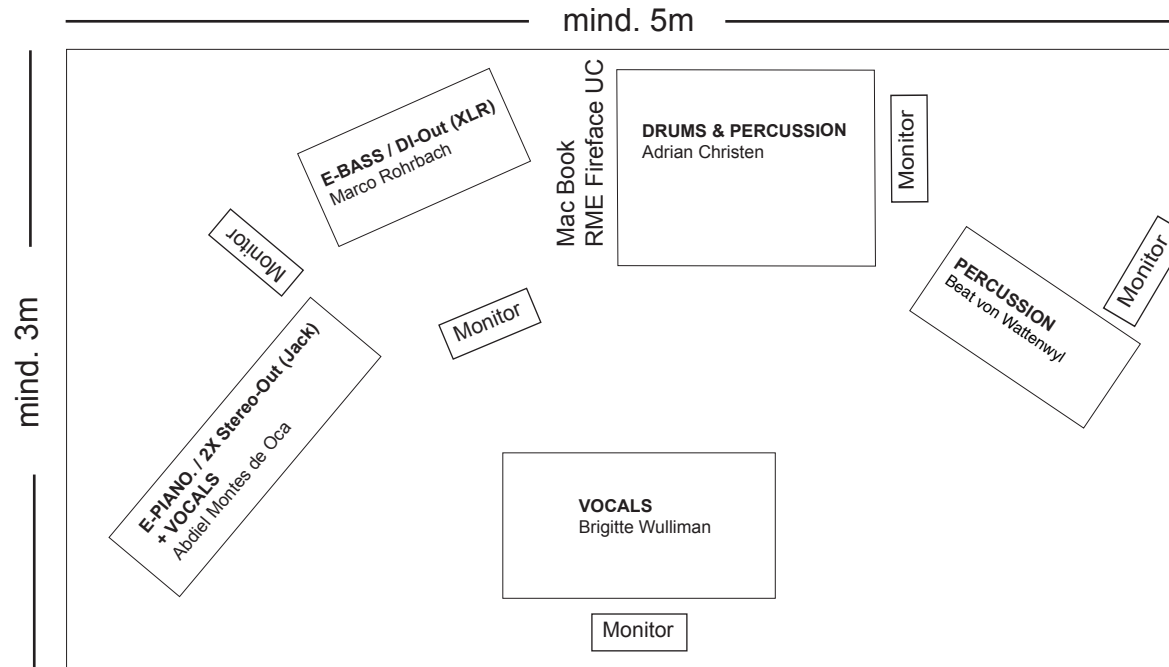 mind. 5m
mind. 3m
E-BASS / DI-Out (XLR)
Marco Rohrbach
Mac Book
RME Fireface UC
DRUMS & PERCUSSION
Adrian Christen
Monitor
Monitor
Monitor
PERCUSSION
Beat von Wattenwyl
Monitor
E-PIANO. / 2X Stereo-Out (Jack)
+ VOCALS
Abdiel Montes de Oca
VOCALS
Brigitte Wulliman
Monitor